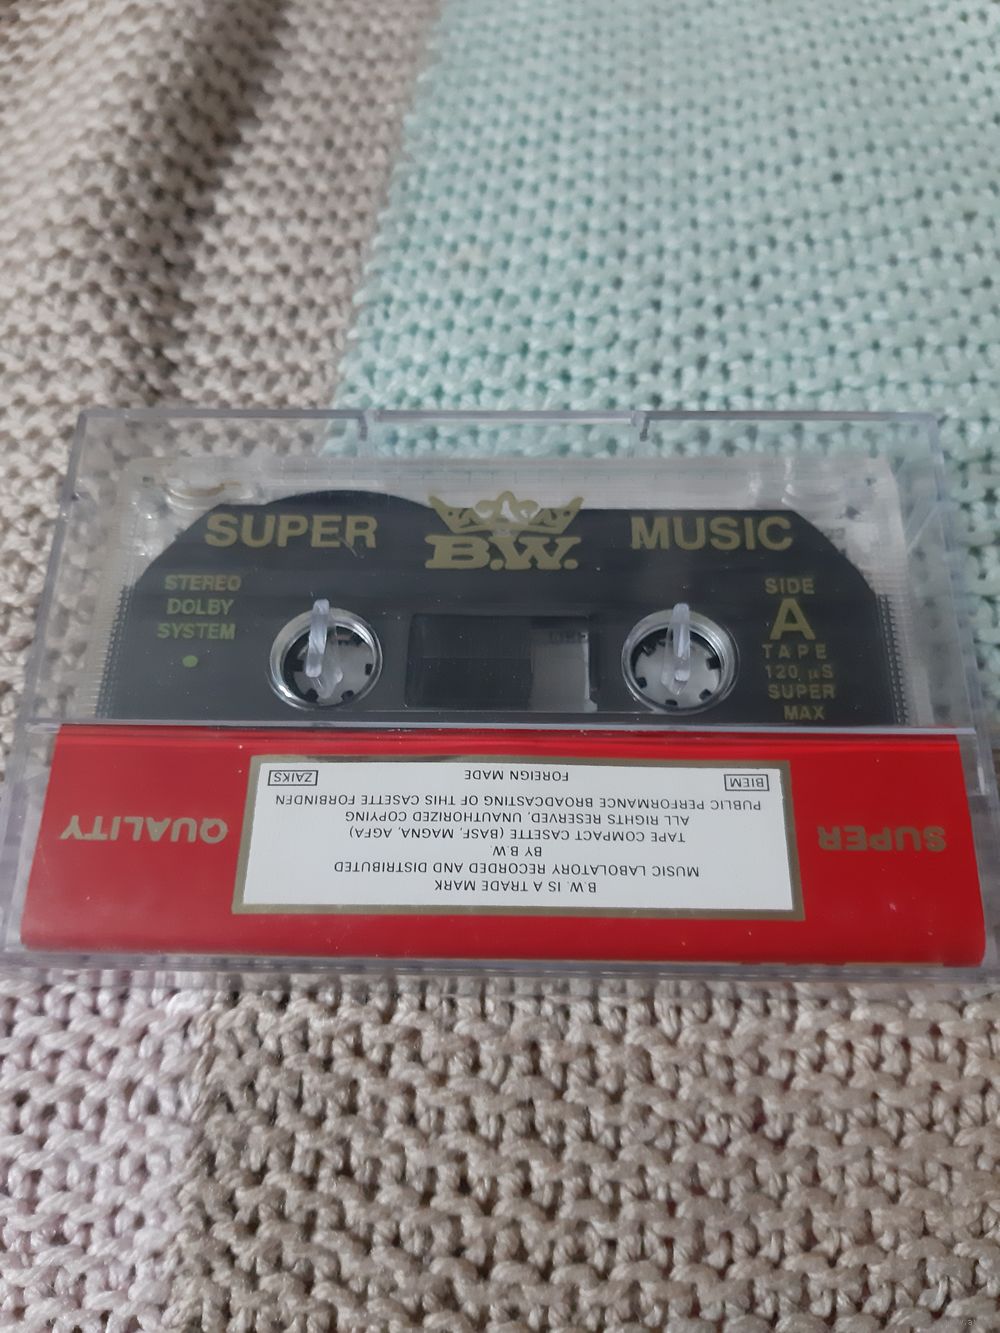 SUPER B.W. MUSIC
STEREO
DOLBY
SYSTEM
SIDE
A
TAPE
120 µS
SUPER
MAX
SUPER QUALITY
B.W. IS A TRADE MARK
MUSIC LABOLATORY RECORDED AND DISTRIBUTED
BY B.W.
TAPE COMPACT CASETTE (BASF, MAGNA, AGFA)
ALL RIGHTS RESERVED, UNAUTHORIZED COPYING
PUBLIC PERFORMANCE BROADCASTING OF THIS CASETTE FORBINDEN
BIEM FOREIGN MADE ZAIKS